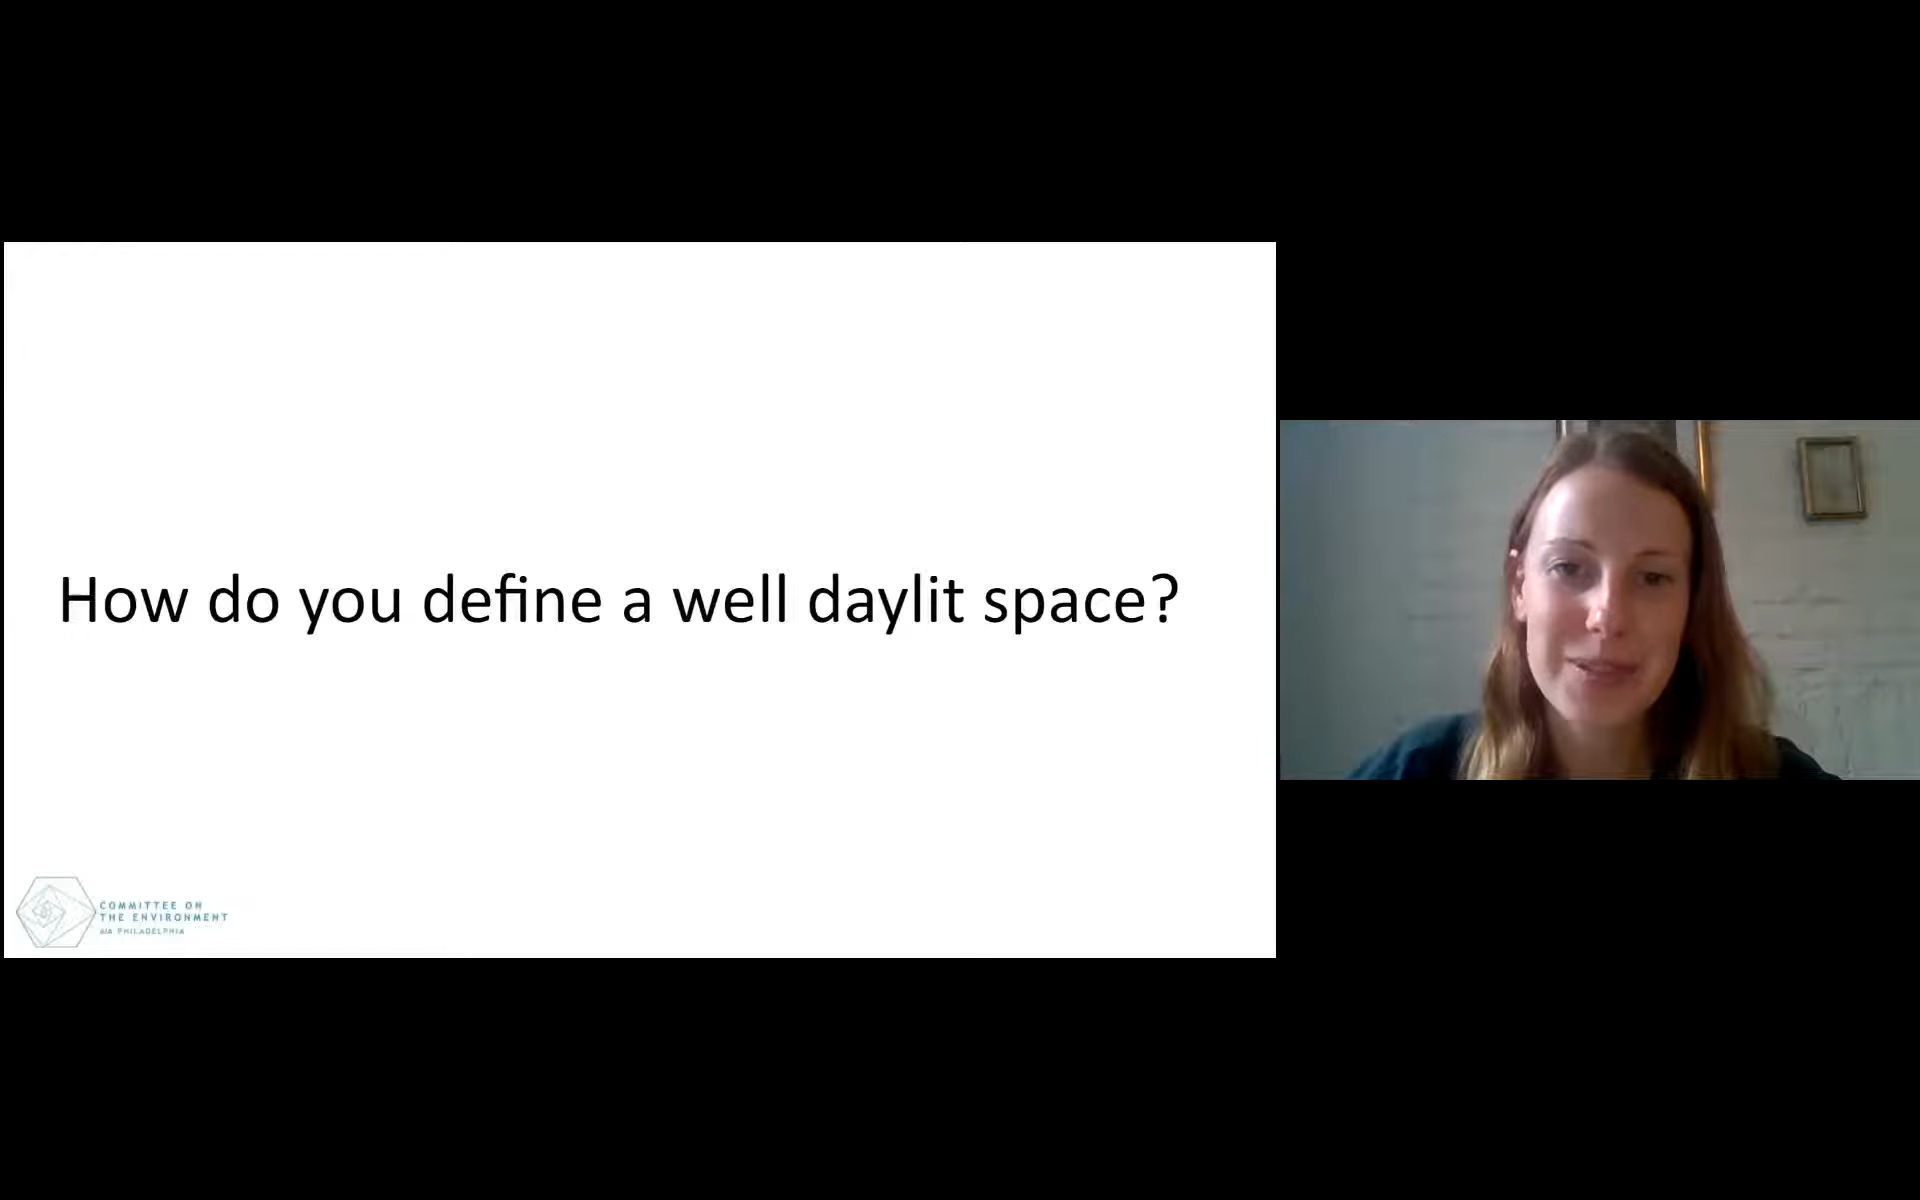 How do you define a well daylit space?
COMMITTEE ON
THE ENVIRONMENT
AIA PHILADELPHIA